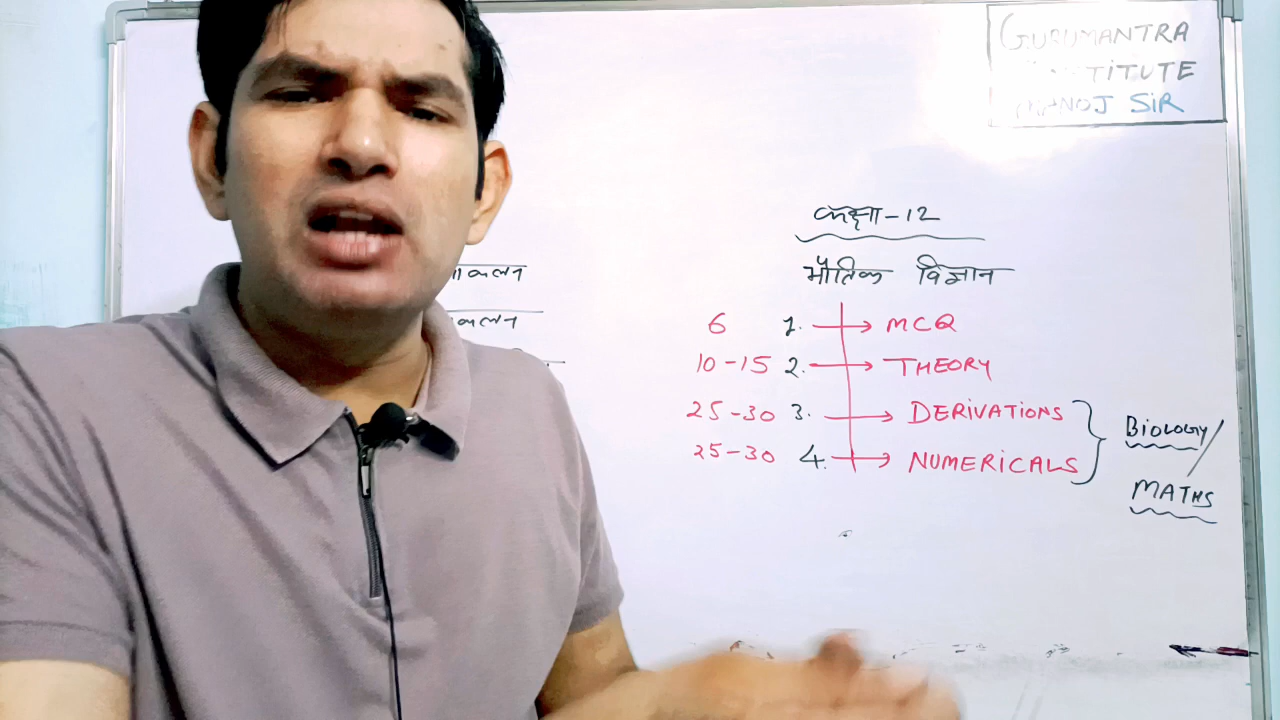 GURUMANTRA
INSTITUTE
MANOJ SIR
कक्षा-12
भौतिक विज्ञान
6 1. → MCQ
10-15 2. → THEORY
25-30 3. → DERIVATIONS
25-30 4. → NUMERICALS
BIOLOGY/
MATHS